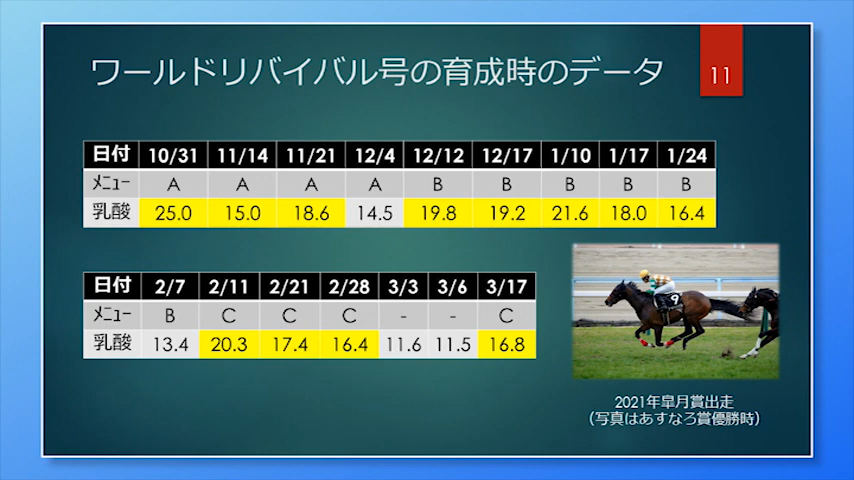 ワールドリバイバル号の育成時のデータ
11
日付 10/31 11/14 11/21 12/4 12/12 12/17 1/10 1/17 1/24
ﾒﾆｭｰ A A A A B B B B B
乳酸 25.0 15.0 18.6 14.5 19.8 19.2 21.6 18.0 16.4
日付 2/7 2/11 2/21 2/28 3/3 3/6 3/17
ﾒﾆｭｰ B C C C - - C
乳酸 13.4 20.3 17.4 16.4 11.6 11.5 16.8
9
2021年皐月賞出走
（写真はあすなろ賞優勝時）